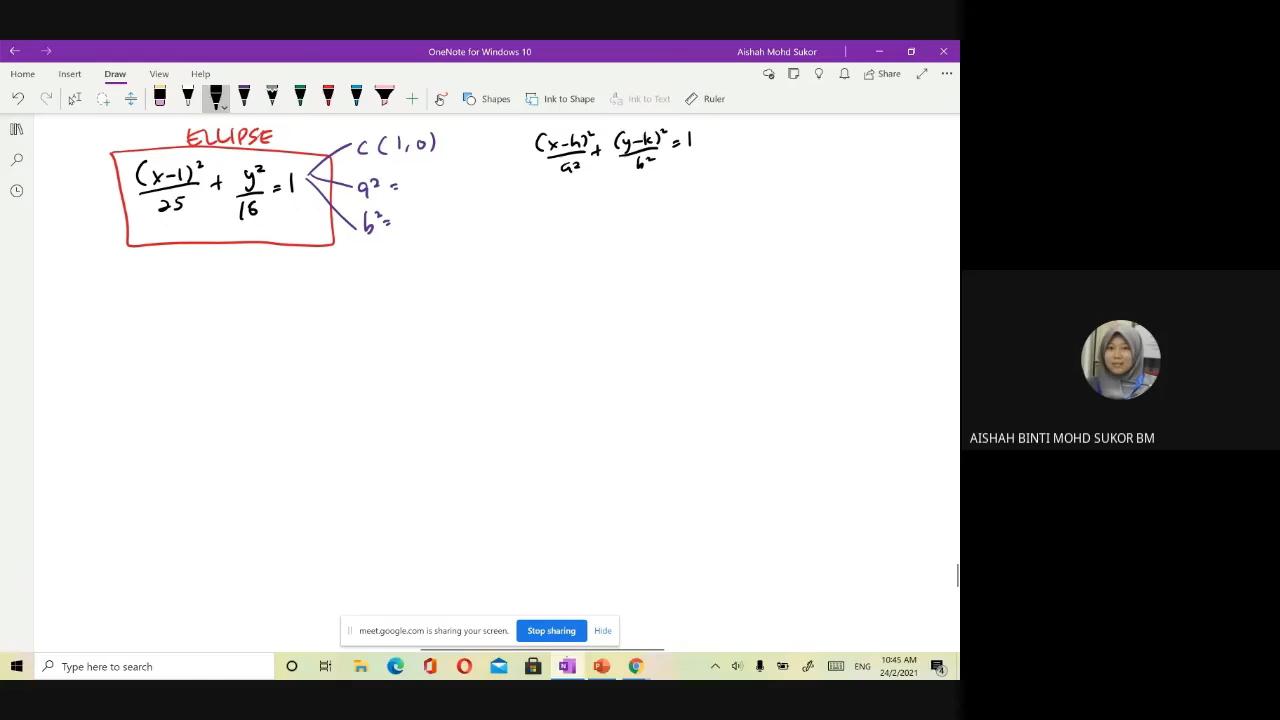 OneNote for Windows 10
Aishah Mohd Sukor
Home Insert Draw View Help
Share
Shapes Ink to Shape Ink to Text Ruler
ELLIPSE
(x-1)²/25 + y²/16 = 1
C (1,0)
a² =
b² =
(x-h)²/a² + (y-k)²/b² = 1
AISHAH BINTI MOHD SUKOR BM
meet.google.com is sharing your screen. Stop sharing Hide
Type here to search
ENG
10:45 AM
24/2/2021
4